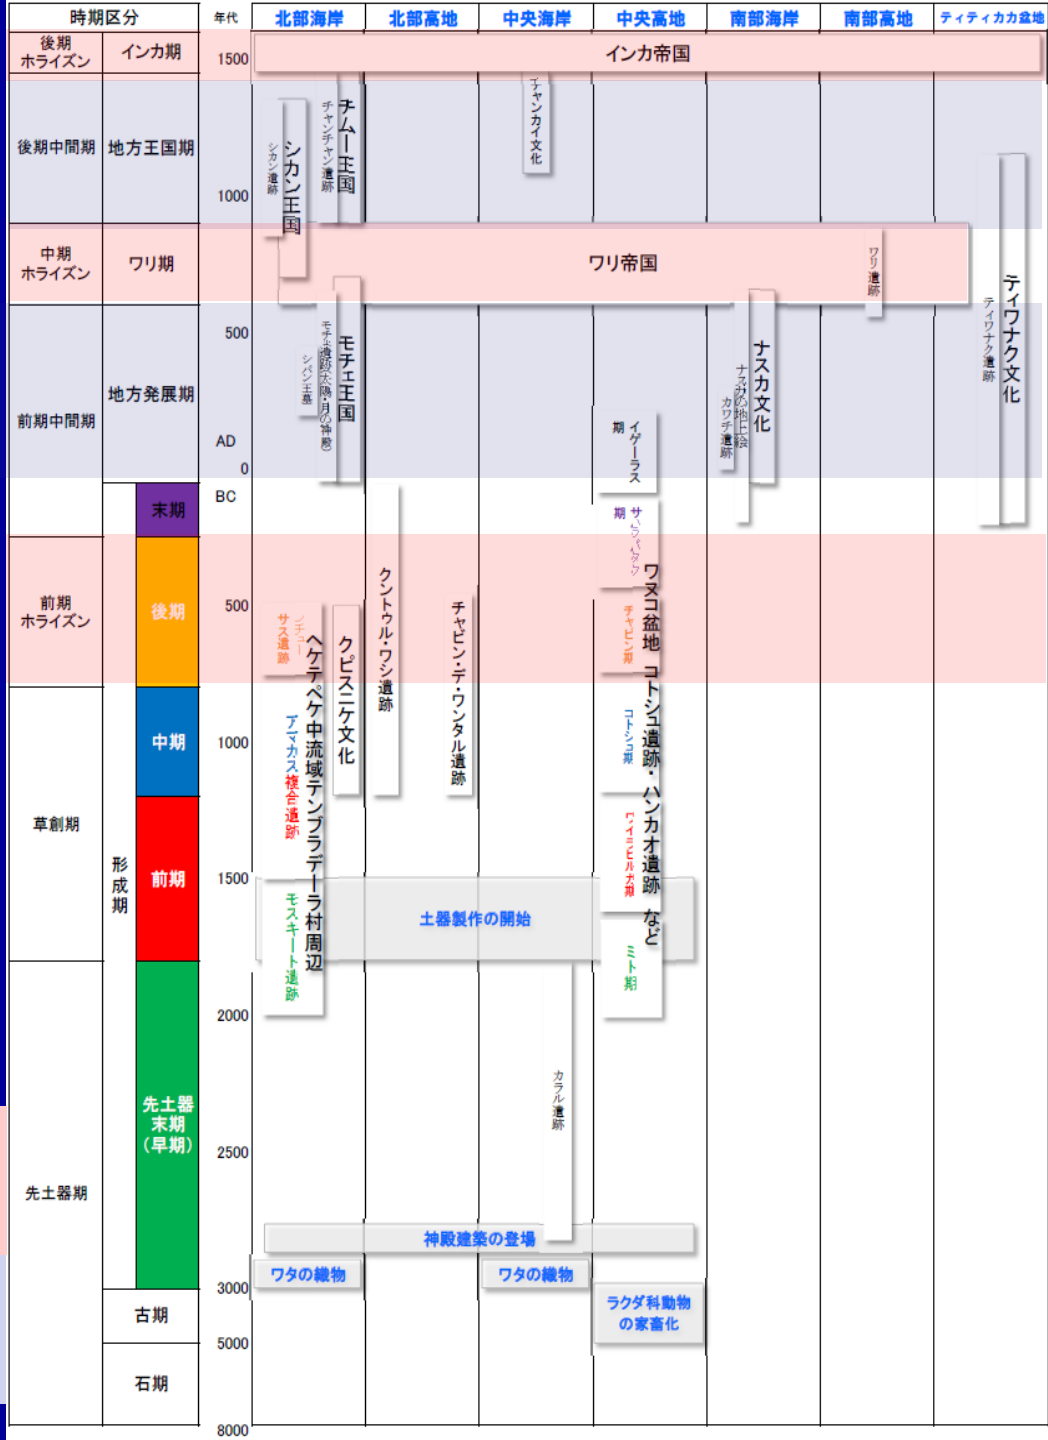 時期区分
年代
北部海岸
北部高地
中央海岸
中央高地
南部海岸
南部高地
ティティカカ盆地
後期
ホライズン
インカ期
1500
インカ帝国
後期中間期
地方王国期
1000
シカン遺跡
シカン王国
チャンチャン遺跡
チムー王国
チャンカイ文化
中期
ホライズン
ワリ期
ワリ帝国
ワリ遺跡
ティワナク遺跡
ティワナク文化
前期中間期
地方発展期
500
AD
0
シパン王墓
モチェ遺跡(太陽・月の神殿)
モチェ王国
イゲーラス
期
カワチ遺跡
ナスカの地上絵
ナスカ文化
BC
末期
サハラパタク
期
前期
ホライズン
後期
500
サス遺跡
クピスニケ文化
クントゥル・ワシ遺跡
チャビン・デ・ワンタル遺跡
チャビン期
ワヌコ盆地 コトシュ遺跡・ハンカオ遺跡 など
草創期
形成期
中期
1000
アマカス複合遺跡
ヘケテペケ中流域テンブラデーラ村周辺
コトシュ期
前期
1500
ワイラヒルカ期
土器製作の開始
モスキート遺跡
ミト期
2000
先土器期
先土器
末期
(早期)
カラル遺跡
2500
神殿建築の登場
ワタの織物
ワタの織物
3000
古期
ラクダ科動物
の家畜化
5000
石期
8000